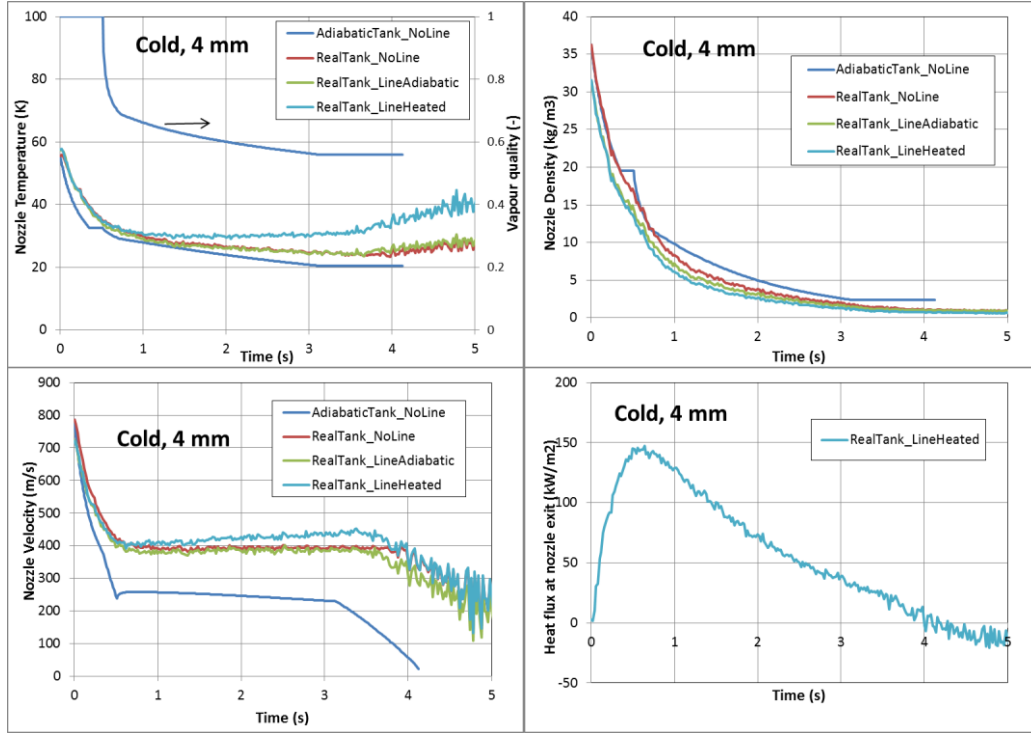 Cold, 4 mm
AdiabaticTank_NoLine
RealTank_NoLine
RealTank_LineAdiabatic
RealTank_LineHeated
Nozzle Temperature (K)
100
80
60
40
20
0
Vapour quality (-)
1
0.8
0.6
0.4
0.2
0
0 1 2 3 4 5
Time (s)
Cold, 4 mm
AdiabaticTank_NoLine
RealTank_NoLine
RealTank_LineAdiabatic
RealTank_LineHeated
Nozzle Density (kg/m3)
40
35
30
25
20
15
10
5
0
0 1 2 3 4 5
Time (s)
Cold, 4 mm
AdiabaticTank_NoLine
RealTank_NoLine
RealTank_LineAdiabatic
RealTank_LineHeated
Nozzle Velocity (m/s)
900
800
700
600
500
400
300
200
100
0
0 1 2 3 4 5
Time (s)
Cold, 4 mm
RealTank_LineHeated
Heat flux at nozzle exit (kW/m2)
200
150
100
50
0
-50
0 1 2 3 4 5
Time (s)